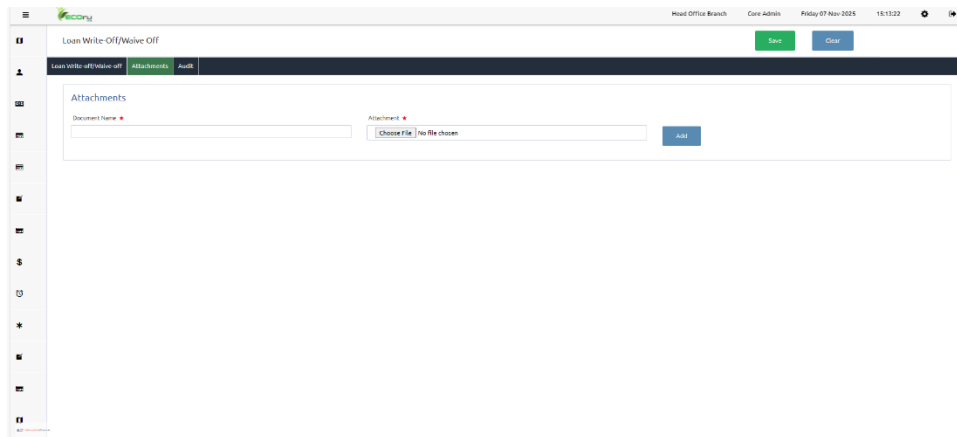 ecory
Head Office Branch Core Admin Friday 07-Nov-2025 15:13:22
Loan Write-Off/Waive Off
Save Clear
Loan Write-off/Waive-off Attachments Audit
Attachments
Document Name ★ Attachment ★
Choose File No file chosen
Add